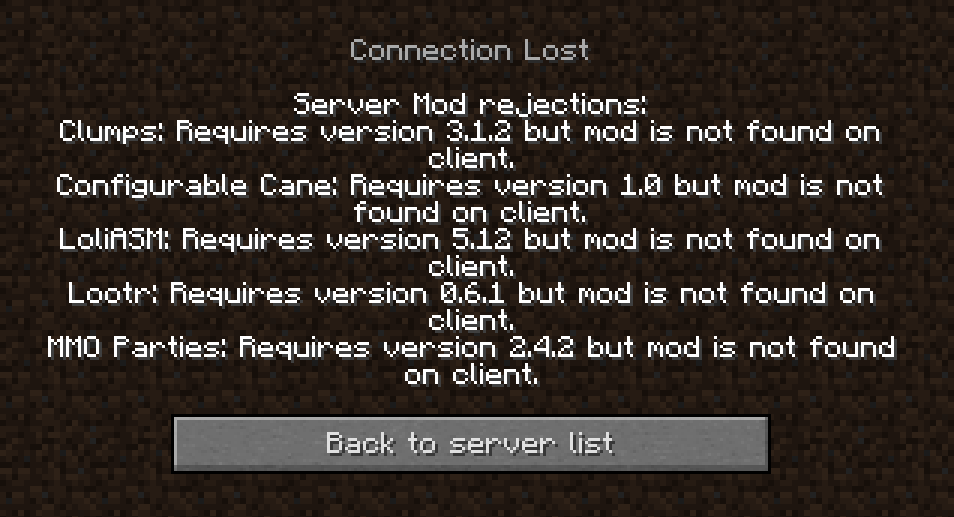 Connection Lost
Server Mod rejections:
Clumps: Requires version 3.1.2 but mod is not found on
client.
Configurable Cane: Requires version 1.0 but mod is not
found on client.
LoliASM: Requires version 5.12 but mod is not found on
client.
Lootr: Requires version 0.6.1 but mod is not found on
client.
MMO Parties: Requires version 2.4.2 but mod is not found
on client.
Back to server list